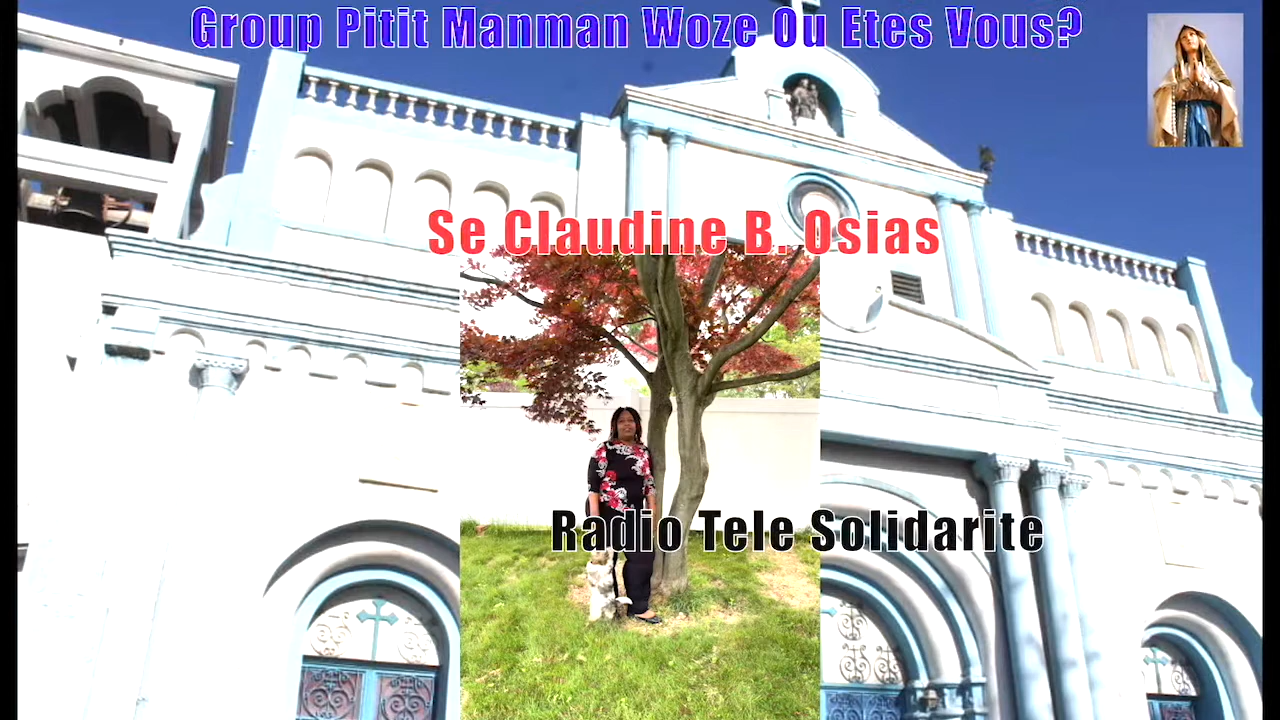 Group Pitit Manman Woze Ou Etes Vous?
Se Claudine B. Osias
Radio Tele Solidarite